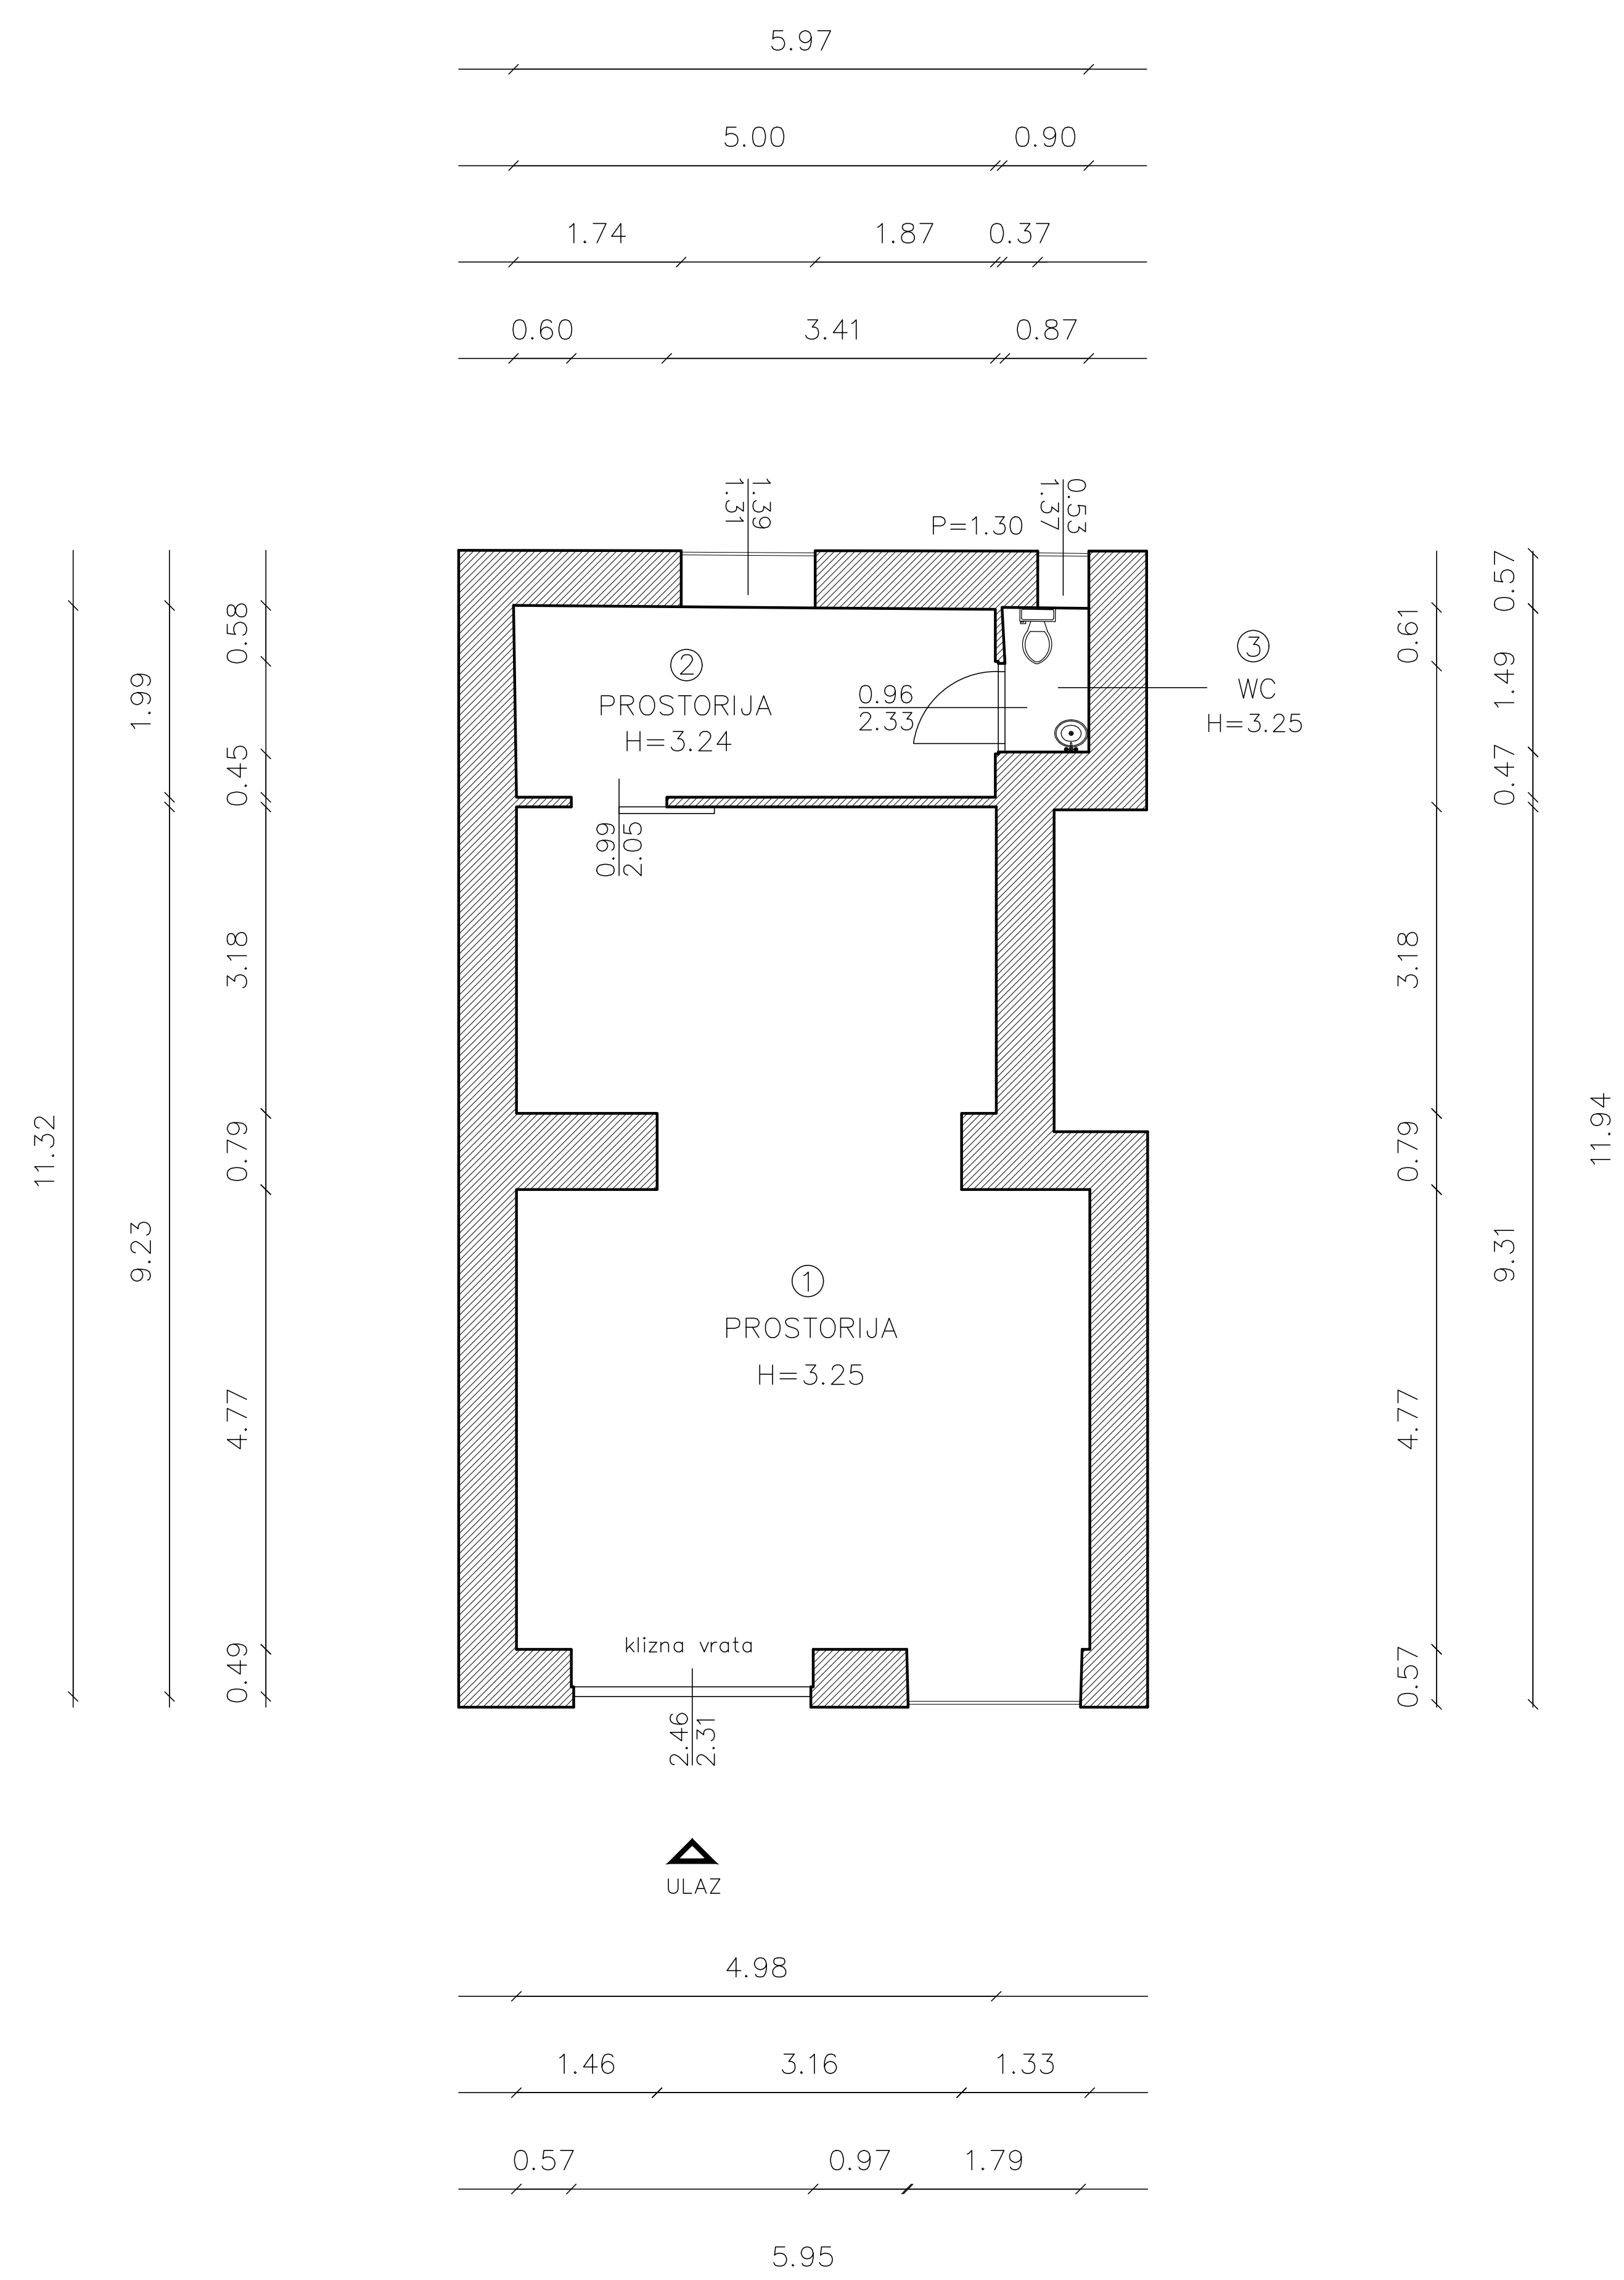 5.97
5.00 0.90
1.74 1.87 0.37
0.60 3.41 0.87
1.39
1.31
0.53
1.37
P=1.30
0.57
0.58
0.61
3
WC
H=3.25
2
PROSTORIJA
H=3.24
0.96
2.33
1.99
1.49
0.45
0.47
0.99
2.05
3.18
3.18
11.32
0.79
0.79
11.94
9.23
9.31
1
PROSTORIJA
H=3.25
4.77
4.77
klizna vrata
0.49
0.57
2.46
2.31
ULAZ
4.98
1.46 3.16 1.33
0.57 0.97 1.79
5.95